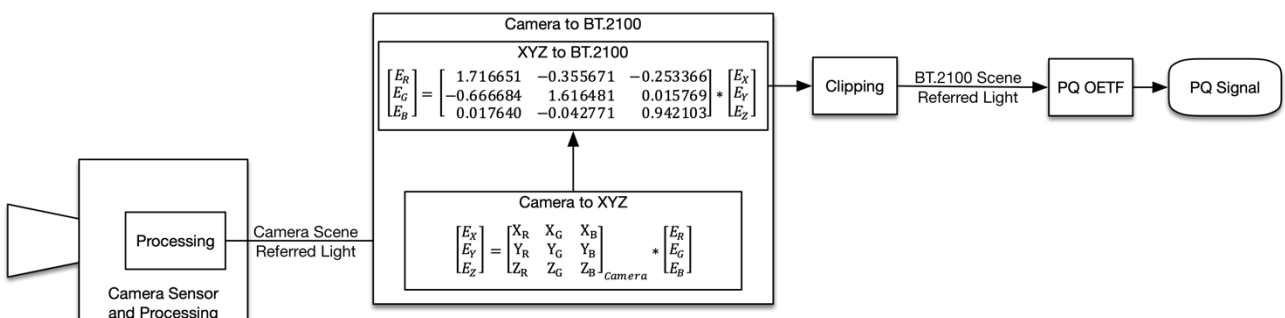 Camera to BT.2100
XYZ to BT.2100
[E_R] [1.716651 −0.355671 −0.253366] [E_X]
[E_G] = [−0.666684 1.616481 0.015769] * [E_Y]
[E_B] [0.017640 −0.042771 0.942103] [E_Z]
Clipping
BT.2100 Scene
Referred Light
PQ OETF
PQ Signal
Camera to XYZ
[E_X] [X_R X_G X_B] [E_R]
[E_Y] = [Y_R Y_G Y_B] * [E_G]
[E_Z] [Z_R Z_G Z_B]_Camera [E_B]
Processing
Camera Scene
Referred Light
Camera Sensor
and Processing